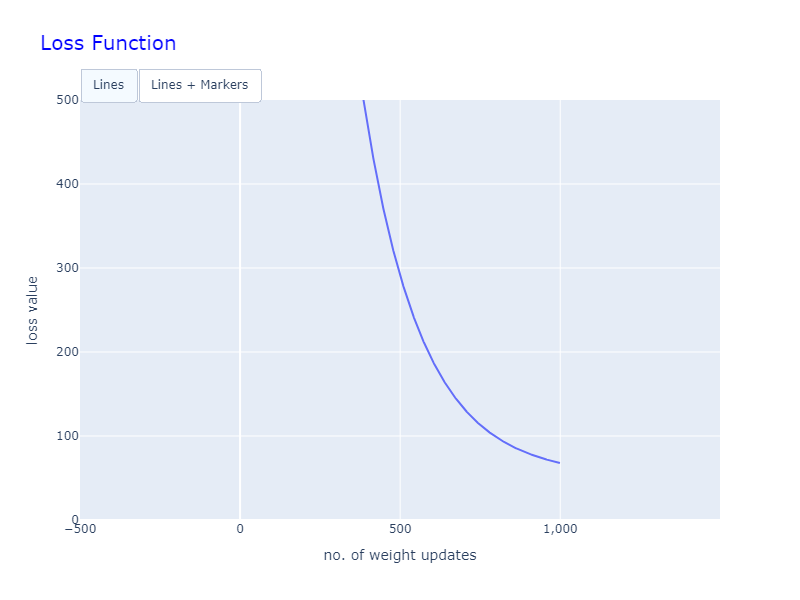 Loss Function
Lines Lines + Markers
500
400
300
200
100
0
loss value
−500 0 500 1,000
no. of weight updates